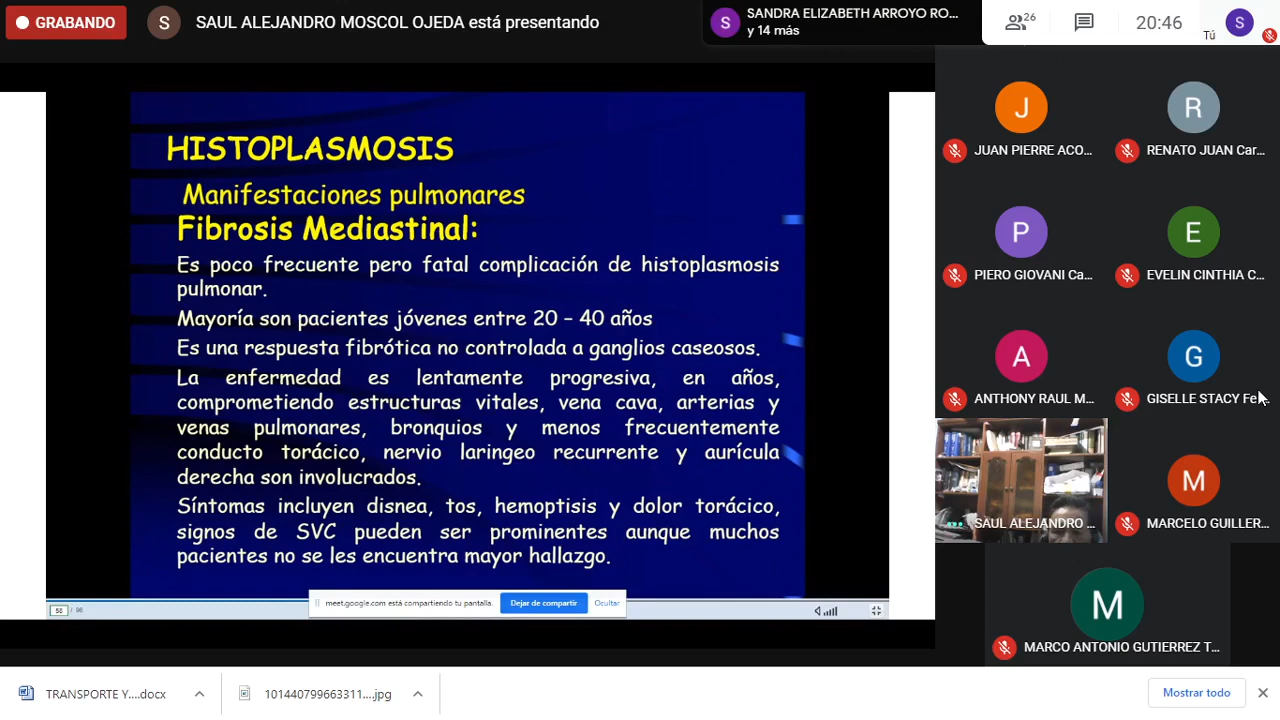 GRABANDO
S
SAUL ALEJANDRO MOSCOL OJEDA está presentando
S
SANDRA ELIZABETH ARROYO RO...
y 14 más
26
20:46
Tú
S
HISTOPLASMOSIS
Manifestaciones pulmonares
Fibrosis Mediastinal:
Es poco frecuente pero fatal complicación de histoplasmosis
pulmonar.
Mayoría son pacientes jóvenes entre 20 – 40 años
Es una respuesta fibrótica no controlada a ganglios caseosos.
La enfermedad es lentamente progresiva, en años,
comprometiendo estructuras vitales, vena cava, arterias y
venas pulmonares, bronquios y menos frecuentemente
conducto torácico, nervio laringeo recurrente y aurícula
derecha son involucrados.
Síntomas incluyen disnea, tos, hemoptisis y dolor torácico,
signos de SVC pueden ser prominentes aunque muchos
pacientes no se les encuentra mayor hallazgo.
meet.google.com está compartiendo tu pantalla.
Dejar de compartir
Ocultar
58 / 98
J
JUAN PIERRE ACO...
R
RENATO JUAN Car...
P
PIERO GIOVANI Ca...
E
EVELIN CINTHIA C...
A
ANTHONY RAUL M...
G
GISELLE STACY Fe...
SAUL ALEJANDRO ...
M
MARCELO GUILLER...
M
MARCO ANTONIO GUTIERREZ T...
TRANSPORTE Y....docx
101440799663311....jpg
Mostrar todo